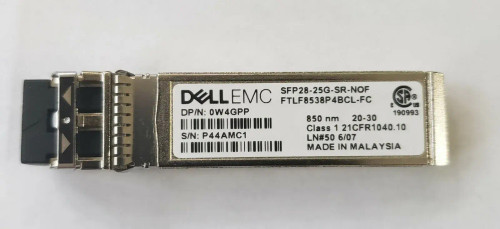 DELLEMC
SFP28-25G-SR-NOF
FTLF8538P4BCL-FC
DP/N: 0W4GPP
S/N: P44AMC1
850 nm 20-30
Class 1 21CFR1040.10
LN#50 6/07
MADE IN MALAYSIA
SA
190993